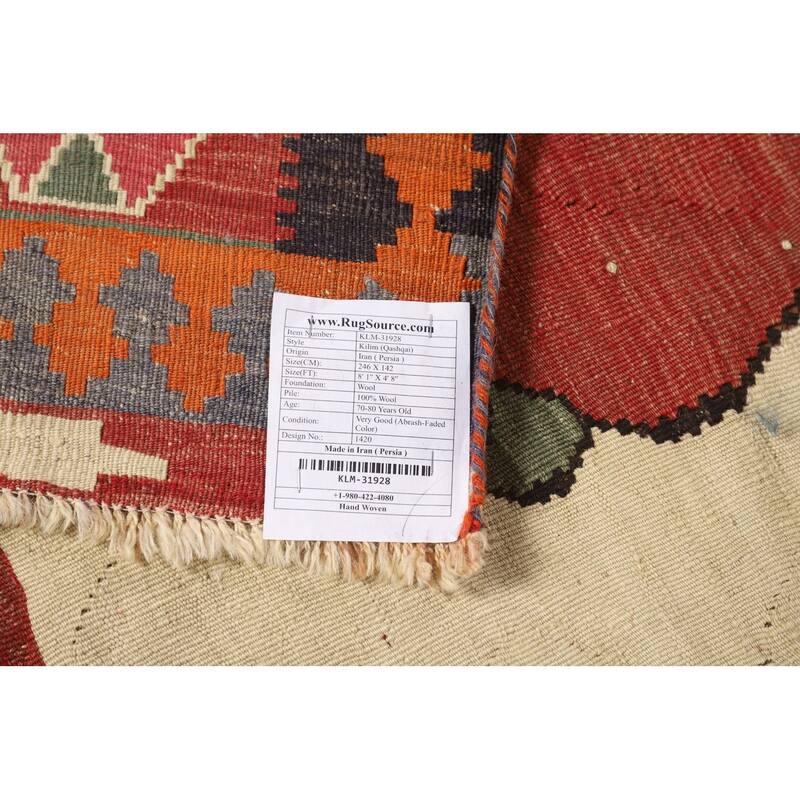 www.RugSource.com
Item Number: KLM-31928
Style Kilim (Qashqai)
Origin Iran ( Persia )
Size(CM): 246 X 142
Size(FT): 8' 1" X 4' 8"
Foundation: Wool
Pile: 100% Wool
Age: 70-80 Years Old
Condition: Very Good (Abrash-Faded
Color)
Design No.: 1420
Made in Iran ( Persia )
KLM-31928
+1-980-422-4080
Hand Woven